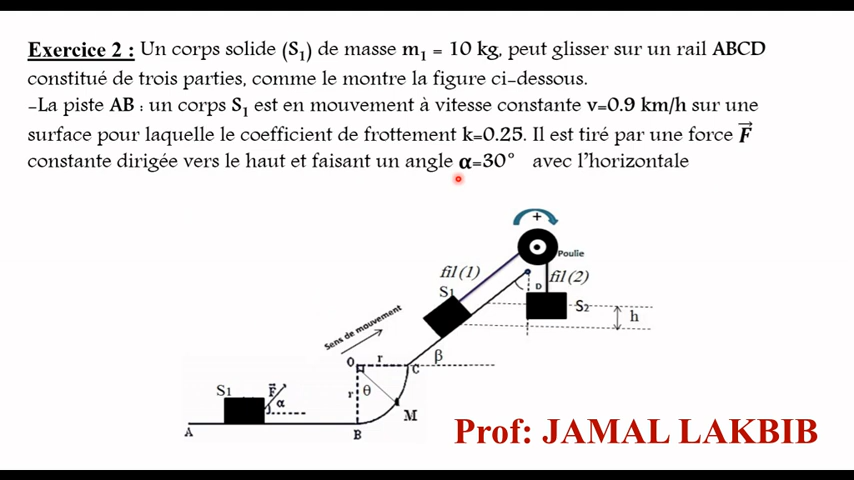 Exercice 2 : Un corps solide (S1) de masse m1 = 10 kg, peut glisser sur un rail ABCD
constitué de trois parties, comme le montre la figure ci-dessous.
-La piste AB : un corps S1 est en mouvement à vitesse constante v=0.9 km/h sur une
surface pour laquelle le coefficient de frottement k=0.25. Il est tiré par une force F⃗
constante dirigée vers le haut et faisant un angle α=30° avec l'horizontale
+
Poulie
fil(1)
fil(2)
S1
D
S2
h
Sens de mouvement
O
r
C
β
r
θ
S1
F⃗
α
M
A
B
Prof: JAMAL LAKBIB